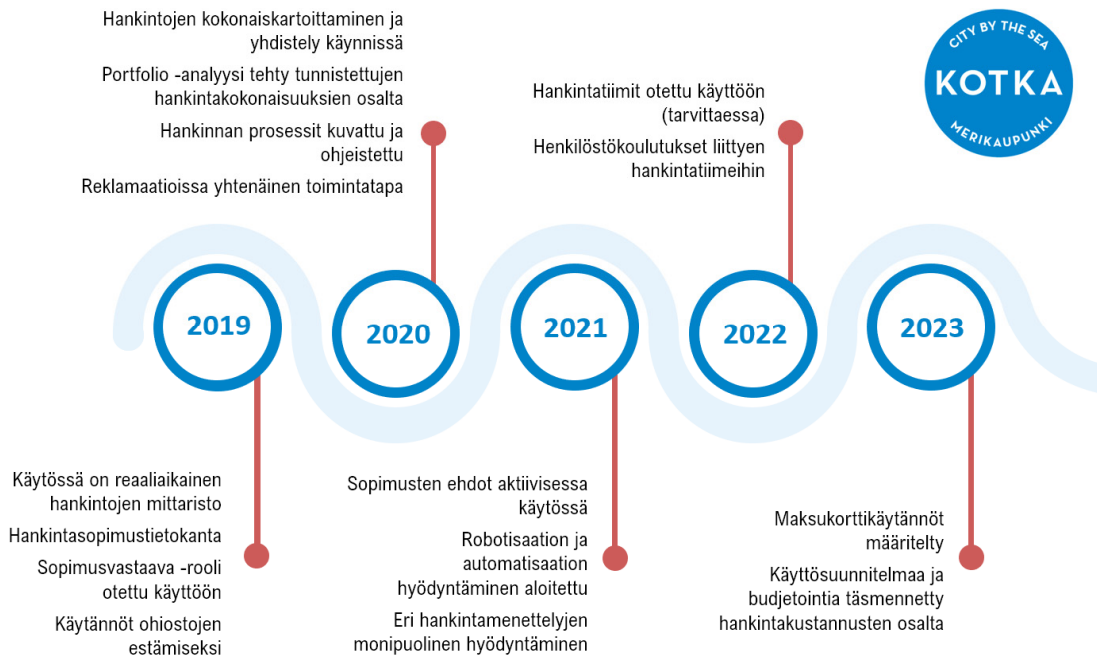 Hankintojen kokonaiskartoittaminen ja
yhdistely käynnissä
Portfolio -analyysi tehty tunnistettujen
hankintakokonaisuuksien osalta
Hankinnan prosessit kuvattu ja
ohjeistettu
Reklamaatioissa yhtenäinen toimintatapa
Hankintatiimit otettu käyttöön
(tarvittaessa)
Henkilöstökoulutukset liittyen
hankintatiimeihin
CITY BY THE SEA
KOTKA
MERIKAUPUNKI
2019
2020
2021
2022
2023
Käytössä on reaaliaikainen
hankintojen mittaristo
Hankintasopimustietokanta
Sopimusvastaava -rooli
otettu käyttöön
Käytännöt ohiostojen
estämiseksi
Sopimusten ehdot aktiivisessa
käytössä
Robotisaation ja
automatisaation
hyödyntäminen aloitettu
Eri hankintamenettelyjen
monipuolinen hyödyntäminen
Maksukorttikäytännöt
määritelty
Käyttösuunnitelmaa ja
budjetointia täsmennetty
hankintakustannusten osalta